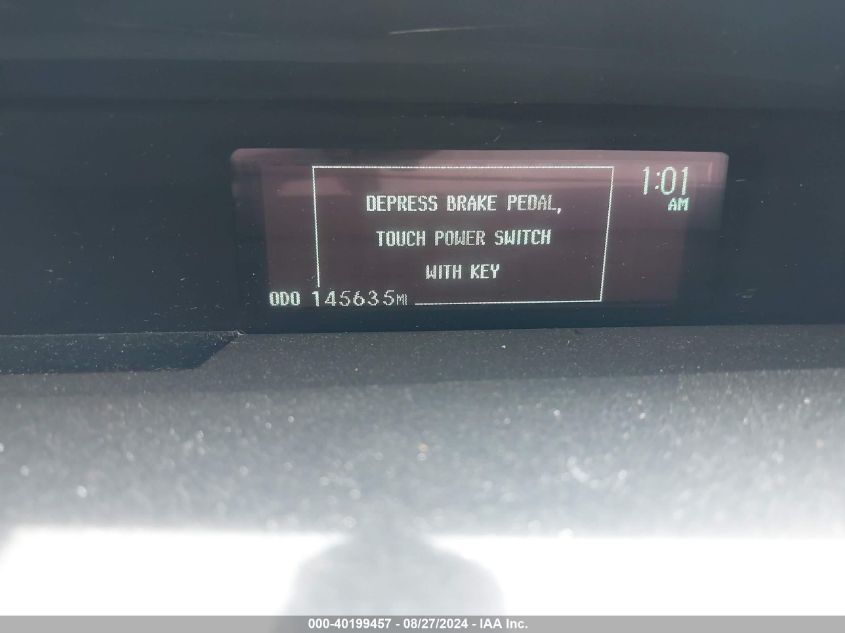 DEPRESS BRAKE PEDAL,
TOUCH POWER SWITCH
WITH KEY
1:01
AM
ODO 145635MI
000-40199457 - 08/27/2024 - IAA Inc.